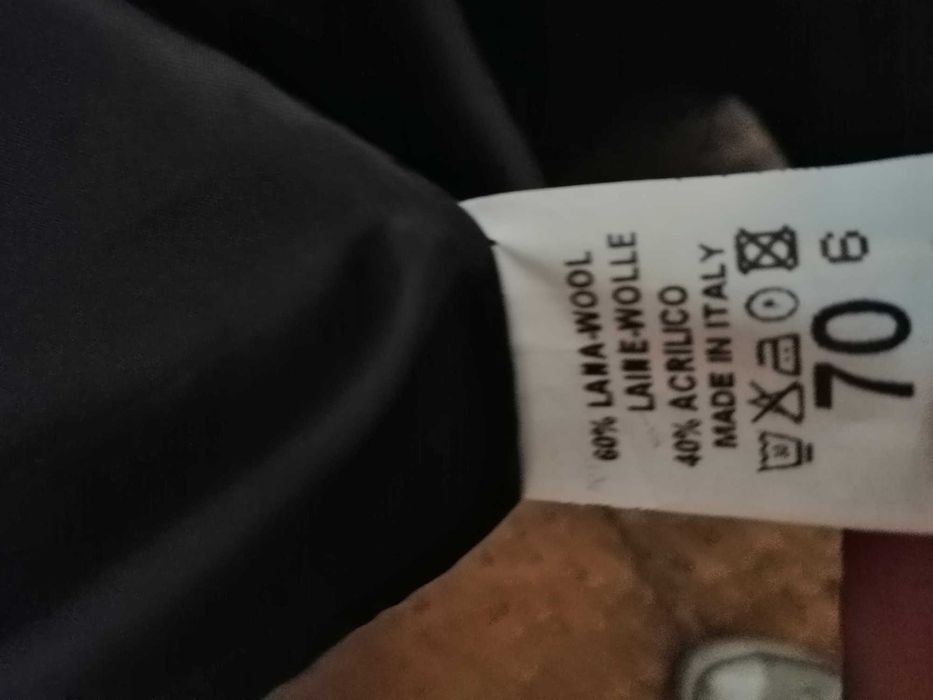 60% LANA-WOOL
LAINE-WOLLE
40% ACRILICO
MADE IN ITALY
70 6